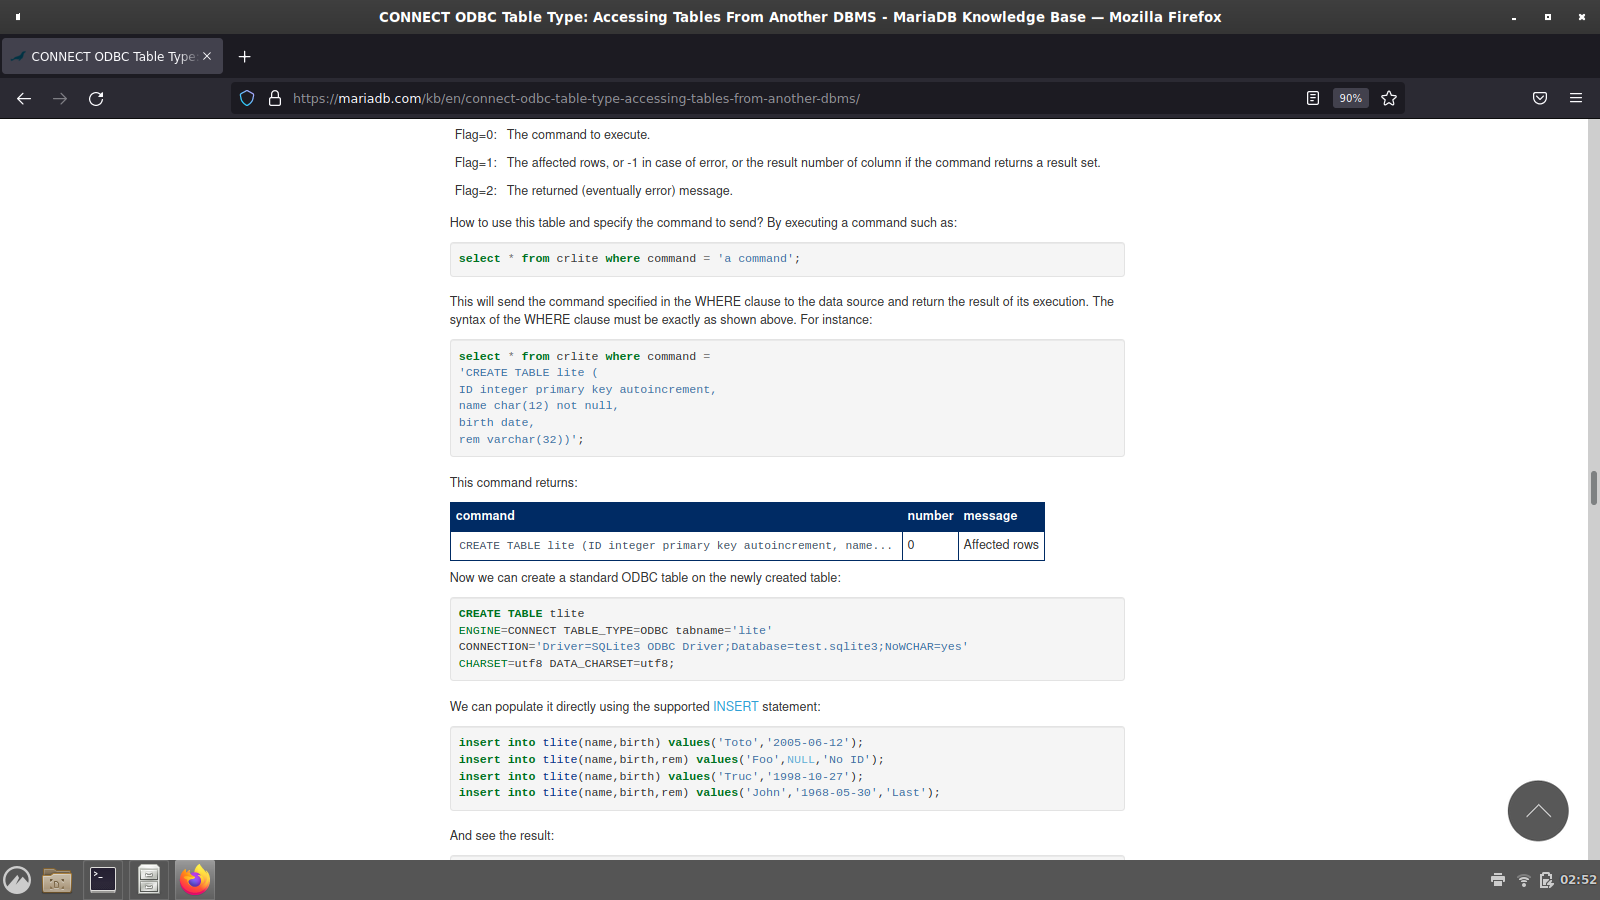 CONNECT ODBC Table Type: Accessing Tables From Another DBMS - MariaDB Knowledge Base — Mozilla Firefox
CONNECT ODBC Table Type:
https://mariadb.com/kb/en/connect-odbc-table-type-accessing-tables-from-another-dbms/
90%
Flag=0: The command to execute.
Flag=1: The affected rows, or -1 in case of error, or the result number of column if the command returns a result set.
Flag=2: The returned (eventually error) message.
How to use this table and specify the command to send? By executing a command such as:
select * from crlite where command = 'a command';
This will send the command specified in the WHERE clause to the data source and return the result of its execution. The
syntax of the WHERE clause must be exactly as shown above. For instance:
select * from crlite where command =
'CREATE TABLE lite (
ID integer primary key autoincrement,
name char(12) not null,
birth date,
rem varchar(32))';
This command returns:
command number message
CREATE TABLE lite (ID integer primary key autoincrement, name... 0 Affected rows
Now we can create a standard ODBC table on the newly created table:
CREATE TABLE tlite
ENGINE=CONNECT TABLE_TYPE=ODBC tabname='lite'
CONNECTION='Driver=SQLite3 ODBC Driver;Database=test.sqlite3;NoWCHAR=yes'
CHARSET=utf8 DATA_CHARSET=utf8;
We can populate it directly using the supported INSERT statement:
insert into tlite(name,birth) values('Toto','2005-06-12');
insert into tlite(name,birth,rem) values('Foo',NULL,'No ID');
insert into tlite(name,birth) values('Truc','1998-10-27');
insert into tlite(name,birth,rem) values('John','1968-05-30','Last');
And see the result:
02:52